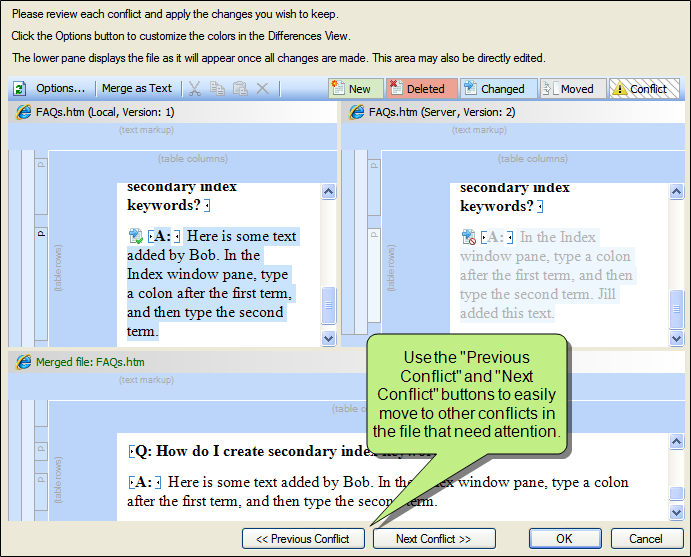 Please review each conflict and apply the changes you wish to keep.
Click the Options button to customize the colors in the Differences View.
The lower pane displays the file as it will appear once all changes are made. This area may also be directly edited.
Options... Merge as Text New Deleted Changed Moved Conflict
FAQs.htm (Local, Version: 1)
(text markup)
(table columns)
p
p
(table rows)
secondary index
keywords?
A: Here is some text
added by Bob. In the
Index window pane, type
a colon after the first term,
and then type the second
term.
FAQs.htm (Server, Version: 2)
(text markup)
(table columns)
p
p
(table rows)
secondary index
keywords?
A: In the Index
window pane, type a colon
after the first term, and then
type the second term. Jill
added this text.
Merged file: FAQs.htm
(text markup)
(table
p
p
(table rows)
Q: How do I create secondary index
A: Here is some text added by Bob. In the Index window pane, type a colon
after the first term, and then type the second term.
Use the "Previous
Conflict" and "Next
Conflict" buttons to easily
move to other conflicts in
the file that need attention.
<< Previous Conflict Next Conflict >> OK Cancel